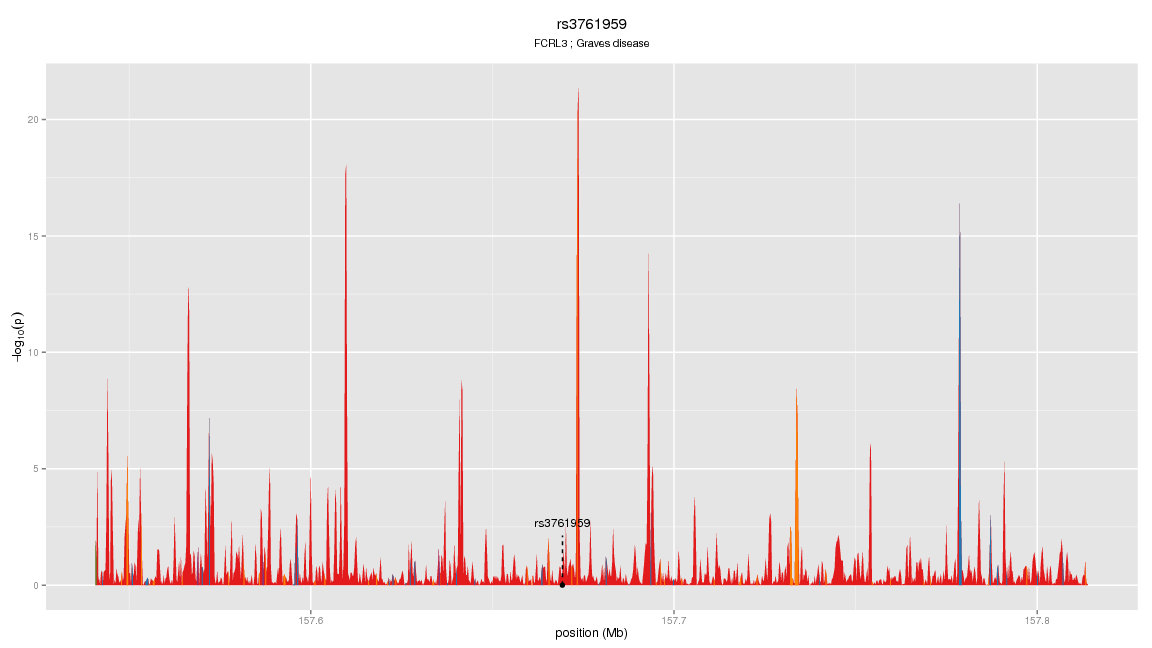 rs3761959
FCRL3 ; Graves disease
−log10(p)
20
15
10
5
0
rs3761959
157.6
157.7
157.8
position (Mb)